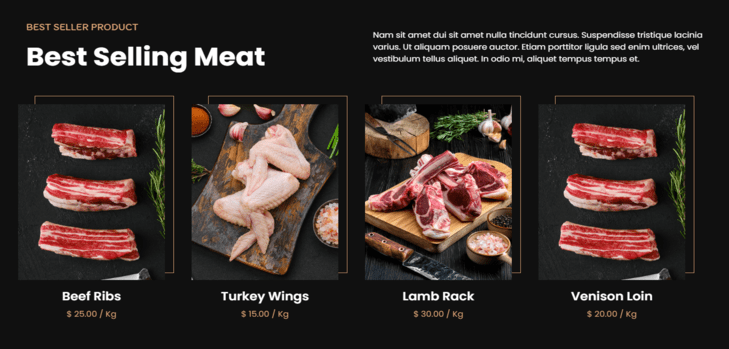 BEST SELLER PRODUCT
Best Selling Meat
Nam sit amet dui sit amet nulla tincidunt cursus. Suspendisse tristique lacinia
varius. Ut aliquam posuere auctor. Etiam porttitor ligula sed enim ultrices, vel
vestibulum tellus aliquet. In odio mi, aliquet tempus tempus et.
Beef Ribs
$ 25.00 / Kg
Turkey Wings
$ 15.00 / Kg
Lamb Rack
$ 30.00 / Kg
Venison Loin
$ 20.00 / Kg